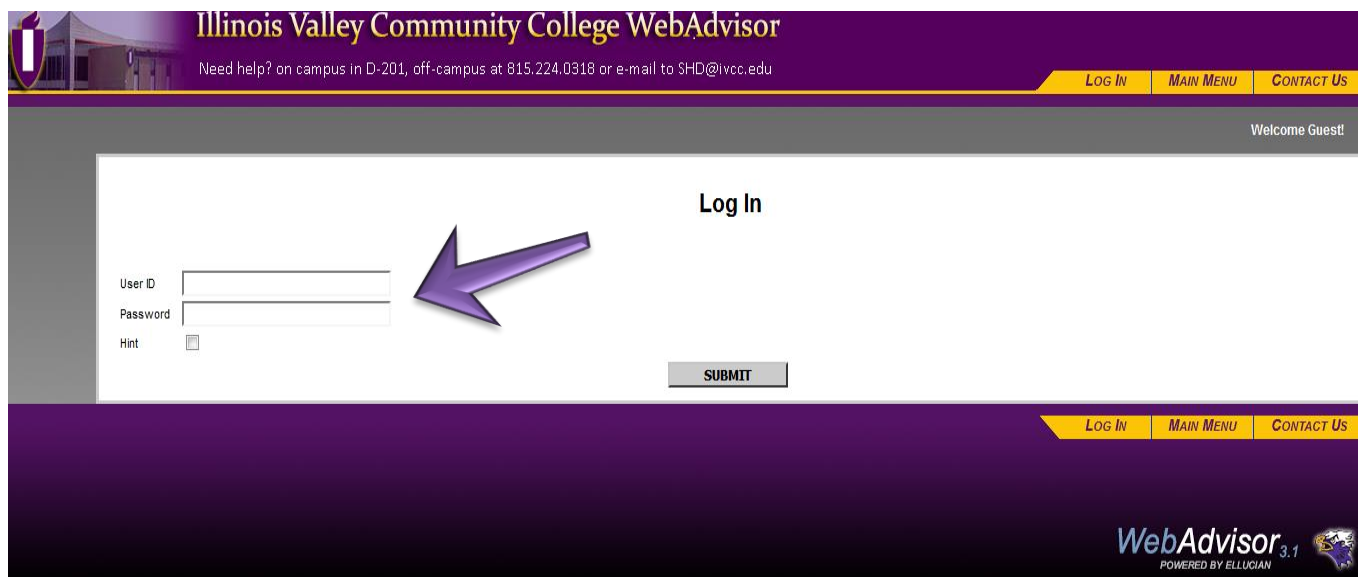 Illinois Valley Community College WebAdvisor
Need help? on campus in D-201, off-campus at 815.224.0318 or e-mail to SHD@ivcc.edu
LOG IN MAIN MENU CONTACT US
Welcome Guest!
Log In
User ID
Password
Hint
SUBMIT
LOG IN MAIN MENU CONTACT US
WebAdvisor 3.1
POWERED BY ELLUCIAN